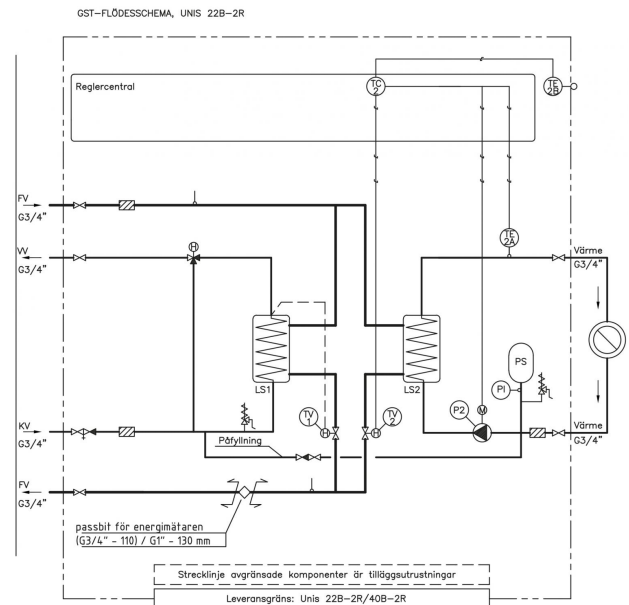 GST-FLÖDESSCHEMA, UNIS 22B-2R
Reglercentral
TC
2
TE
2B
FV
G3/4"
VV
G3/4"
H
TE
2A
Värme
G3/4"
LS1
LS2
PS
PI
TV
1
H
H
TV
2
P2
M
KV
G3/4"
Påfyllning
Värme
G3/4"
FV
G3/4"
passbit för energimätaren
(G3/4" - 110) / G1" - 130 mm
Strecklinje avgränsade komponenter är tilläggsutrustningar
Leveransgräns: Unis 22B-2R/40B-2R